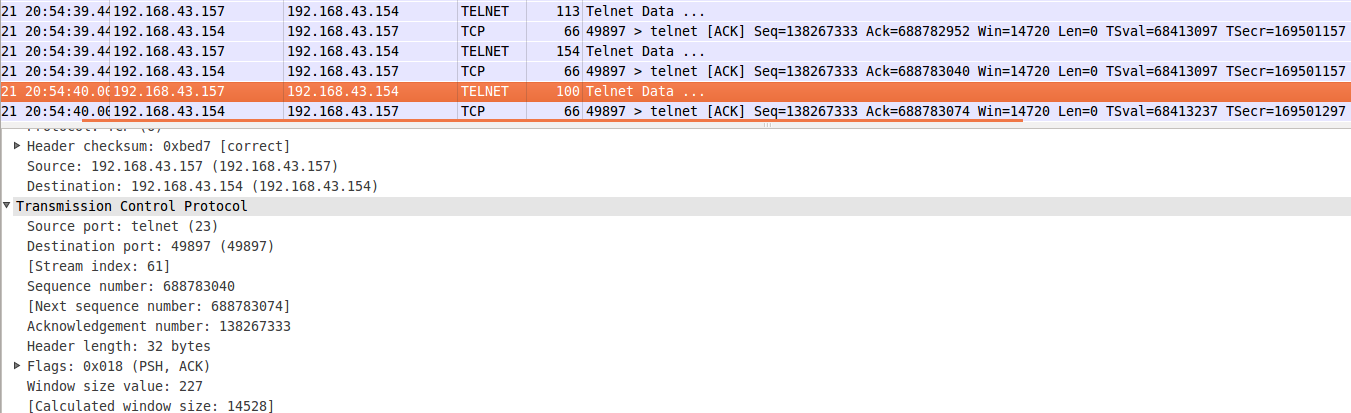 21 20:54:39.44 192.168.43.157 192.168.43.154 TELNET 113 Telnet Data ...
21 20:54:39.44 192.168.43.154 192.168.43.157 TCP 66 49897 > telnet [ACK] Seq=138267333 Ack=688782952 Win=14720 Len=0 TSval=68413097 TSecr=169501157
21 20:54:39.44 192.168.43.157 192.168.43.154 TELNET 154 Telnet Data ...
21 20:54:39.44 192.168.43.154 192.168.43.157 TCP 66 49897 > telnet [ACK] Seq=138267333 Ack=688783040 Win=14720 Len=0 TSval=68413097 TSecr=169501157
21 20:54:40.00 192.168.43.157 192.168.43.154 TELNET 100 Telnet Data ...
21 20:54:40.00 192.168.43.154 192.168.43.157 TCP 66 49897 > telnet [ACK] Seq=138267333 Ack=688783074 Win=14720 Len=0 TSval=68413237 TSecr=169501297
Protocol: TCP (6)
Header checksum: 0xbed7 [correct]
Source: 192.168.43.157 (192.168.43.157)
Destination: 192.168.43.154 (192.168.43.154)
Transmission Control Protocol
Source port: telnet (23)
Destination port: 49897 (49897)
[Stream index: 61]
Sequence number: 688783040
[Next sequence number: 688783074]
Acknowledgement number: 138267333
Header length: 32 bytes
Flags: 0x018 (PSH, ACK)
Window size value: 227
[Calculated window size: 14528]